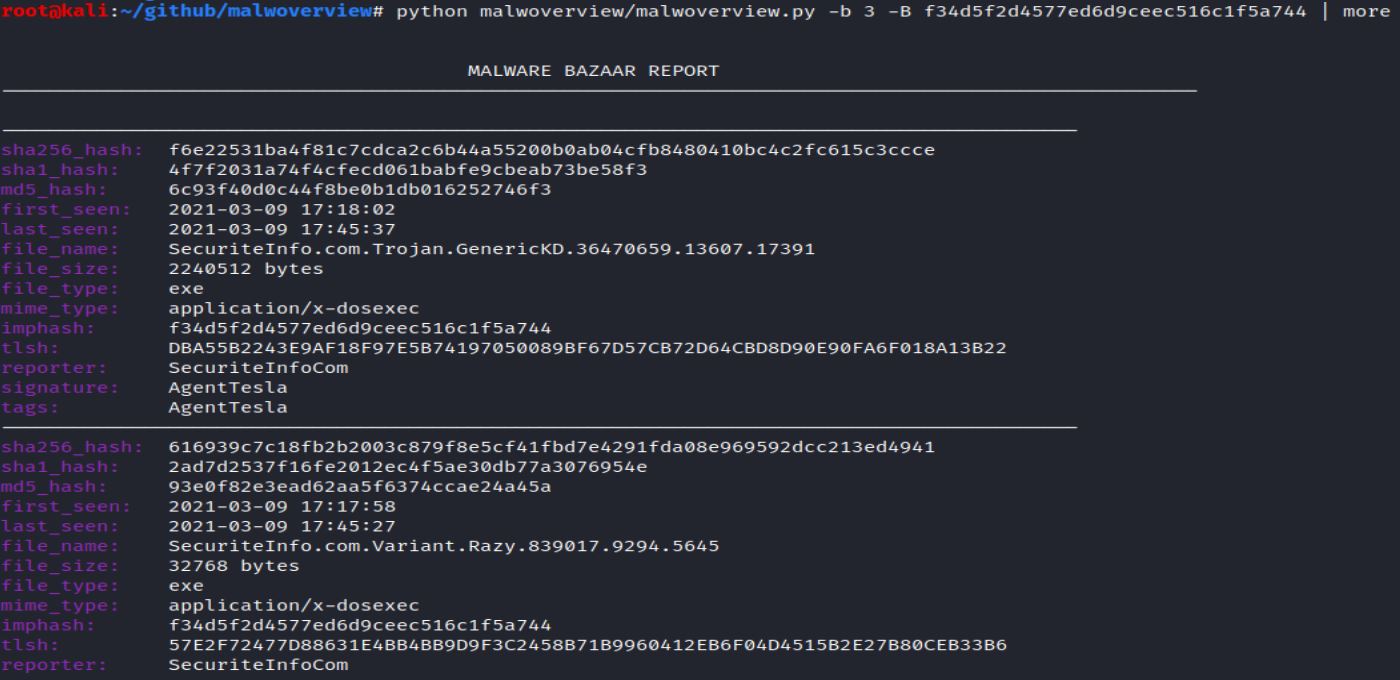 root@kali:~/github/malwoverview# python malwoverview/malwoverview.py -b 3 -B f34d5f2d4577ed6d9ceec516c1f5a744 | more
MALWARE BAZAAR REPORT
sha256_hash: f6e22531ba4f81c7cdca2c6b44a55200b0ab04cfb8480410bc4c2fc615c3ccce
sha1_hash: 4f7f2031a74f4cfecd061babfe9cbeab73be58f3
md5_hash: 6c93f40d0c44f8be0b1db016252746f3
first_seen: 2021-03-09 17:18:02
last_seen: 2021-03-09 17:45:37
file_name: SecuriteInfo.com.Trojan.GenericKD.36470659.13607.17391
file_size: 2240512 bytes
file_type: exe
mime_type: application/x-dosexec
imphash: f34d5f2d4577ed6d9ceec516c1f5a744
tlsh: DBA55B2243E9AF18F97E5B74197050089BF67D57CB72D64CBD8D90E90FA6F018A13B22
reporter: SecuriteInfoCom
signature: AgentTesla
tags: AgentTesla
sha256_hash: 616939c7c18fb2b2003c879f8e5cf41fbd7e4291fda08e969592dcc213ed4941
sha1_hash: 2ad7d2537f16fe2012ec4f5ae30db77a3076954e
md5_hash: 93e0f82e3ead62aa5f6374ccae24a45a
first_seen: 2021-03-09 17:17:58
last_seen: 2021-03-09 17:45:27
file_name: SecuriteInfo.com.Variant.Razy.839017.9294.5645
file_size: 32768 bytes
file_type: exe
mime_type: application/x-dosexec
imphash: f34d5f2d4577ed6d9ceec516c1f5a744
tlsh: 57E2F72477D88631E4BB4BB9D9F3C2458B71B9960412EB6F04D4515B2E27B80CEB33B6
reporter: SecuriteInfoCom